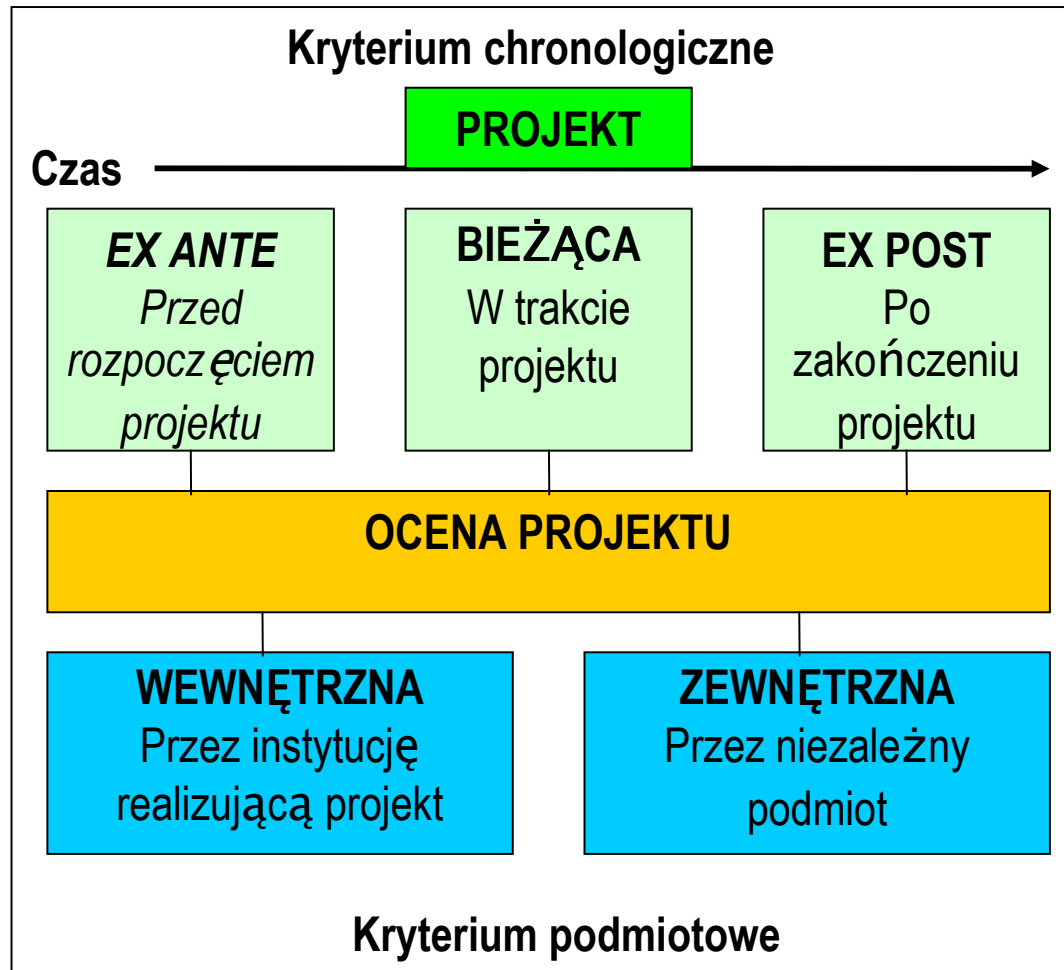 Kryterium chronologiczne
PROJEKT
Czas
EX ANTE
Przed
rozpoczęciem
projektu
BIEŻĄCA
W trakcie
projektu
EX POST
Po
zakończeniu
projektu
OCENA PROJEKTU
WEWNĘTRZNA
Przez instytucję
realizującą projekt
ZEWNĘTRZNA
Przez niezależny
podmiot
Kryterium podmiotowe